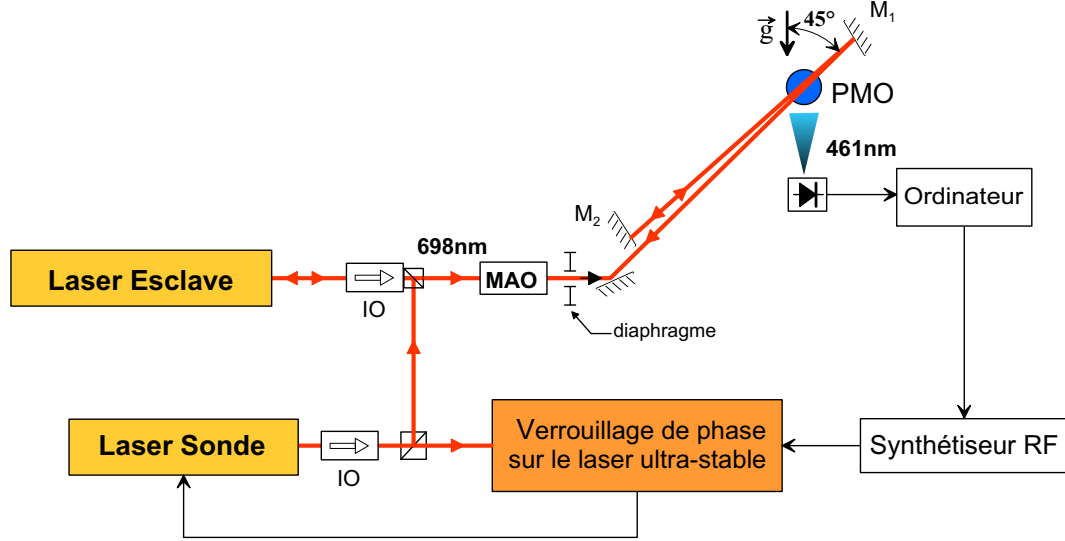 g
45°
M1
PMO
461nm
Ordinateur
M2
698nm
Laser Esclave
IO
MAO
diaphragme
Laser Sonde
IO
Verrouillage de phase
sur le laser ultra-stable
Synthétiseur RF